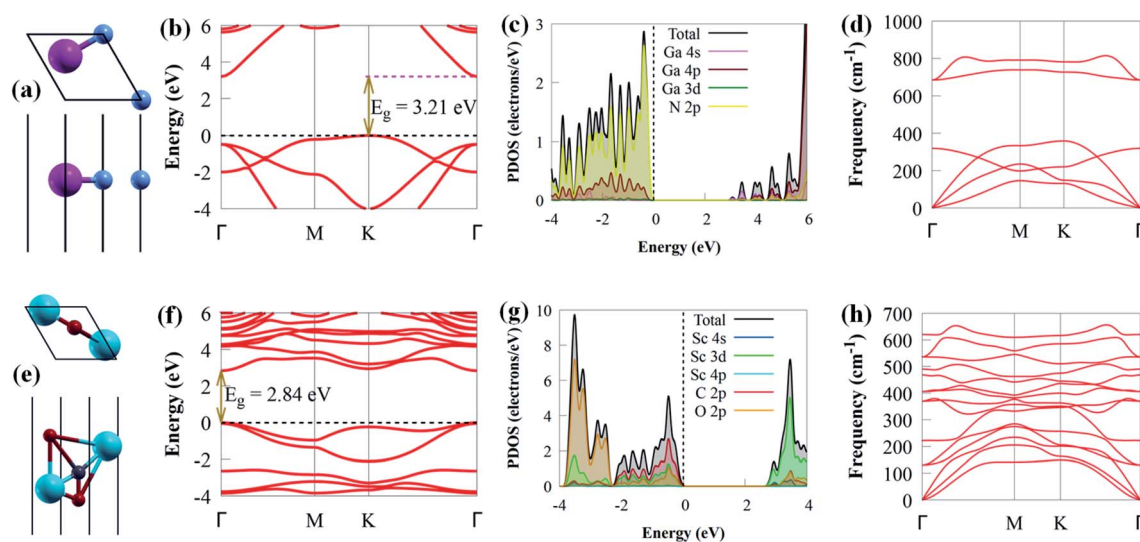 (a)
(b)
Energy (eV)
6
4
2
0
-2
-4
E_g = 3.21 eV
Γ M K Γ
(c)
PDOS (electrons/eV)
3
2
1
0
Total
Ga 4s
Ga 4p
Ga 3d
N 2p
-4 -2 0 2 4 6
Energy (eV)
(d)
Frequency (cm⁻¹)
1000
800
600
400
200
0
Γ M K Γ
(e)
(f)
Energy (eV)
6
4
2
0
-2
-4
E_g = 2.84 eV
Γ M K Γ
(g)
PDOS (electrons/eV)
10
8
6
4
2
0
Total
Sc 4s
Sc 3d
Sc 4p
C 2p
O 2p
-4 -2 0 2 4
Energy (eV)
(h)
Frequency (cm⁻¹)
700
600
500
400
300
200
100
0
Γ M K Γ